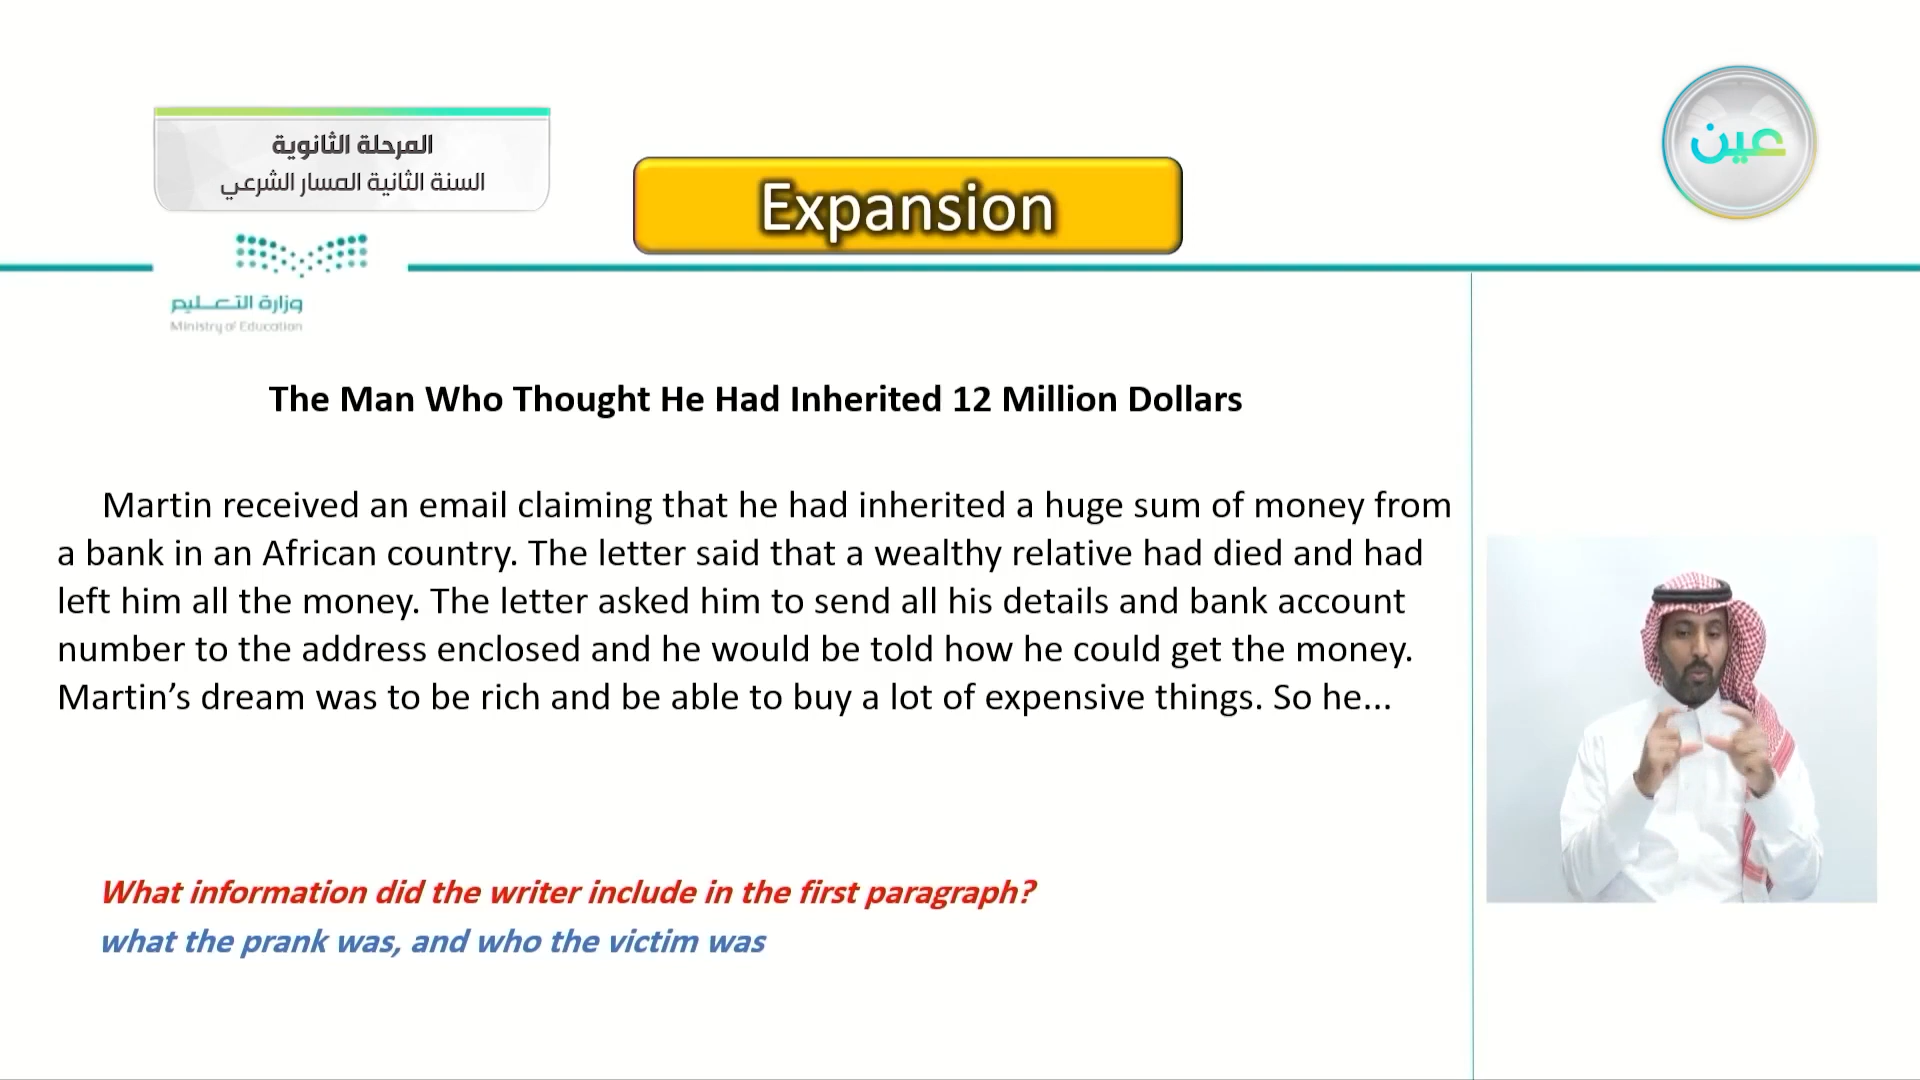 المرحلة الثانوية
السنة الثانية المسار الشرعي
Expansion
عين
وزارة التعليم
Ministry of Education
The Man Who Thought He Had Inherited 12 Million Dollars
Martin received an email claiming that he had inherited a huge sum of money from
a bank in an African country. The letter said that a wealthy relative had died and had
left him all the money. The letter asked him to send all his details and bank account
number to the address enclosed and he would be told how he could get the money.
Martin’s dream was to be rich and be able to buy a lot of expensive things. So he...
What information did the writer include in the first paragraph?
what the prank was, and who the victim was